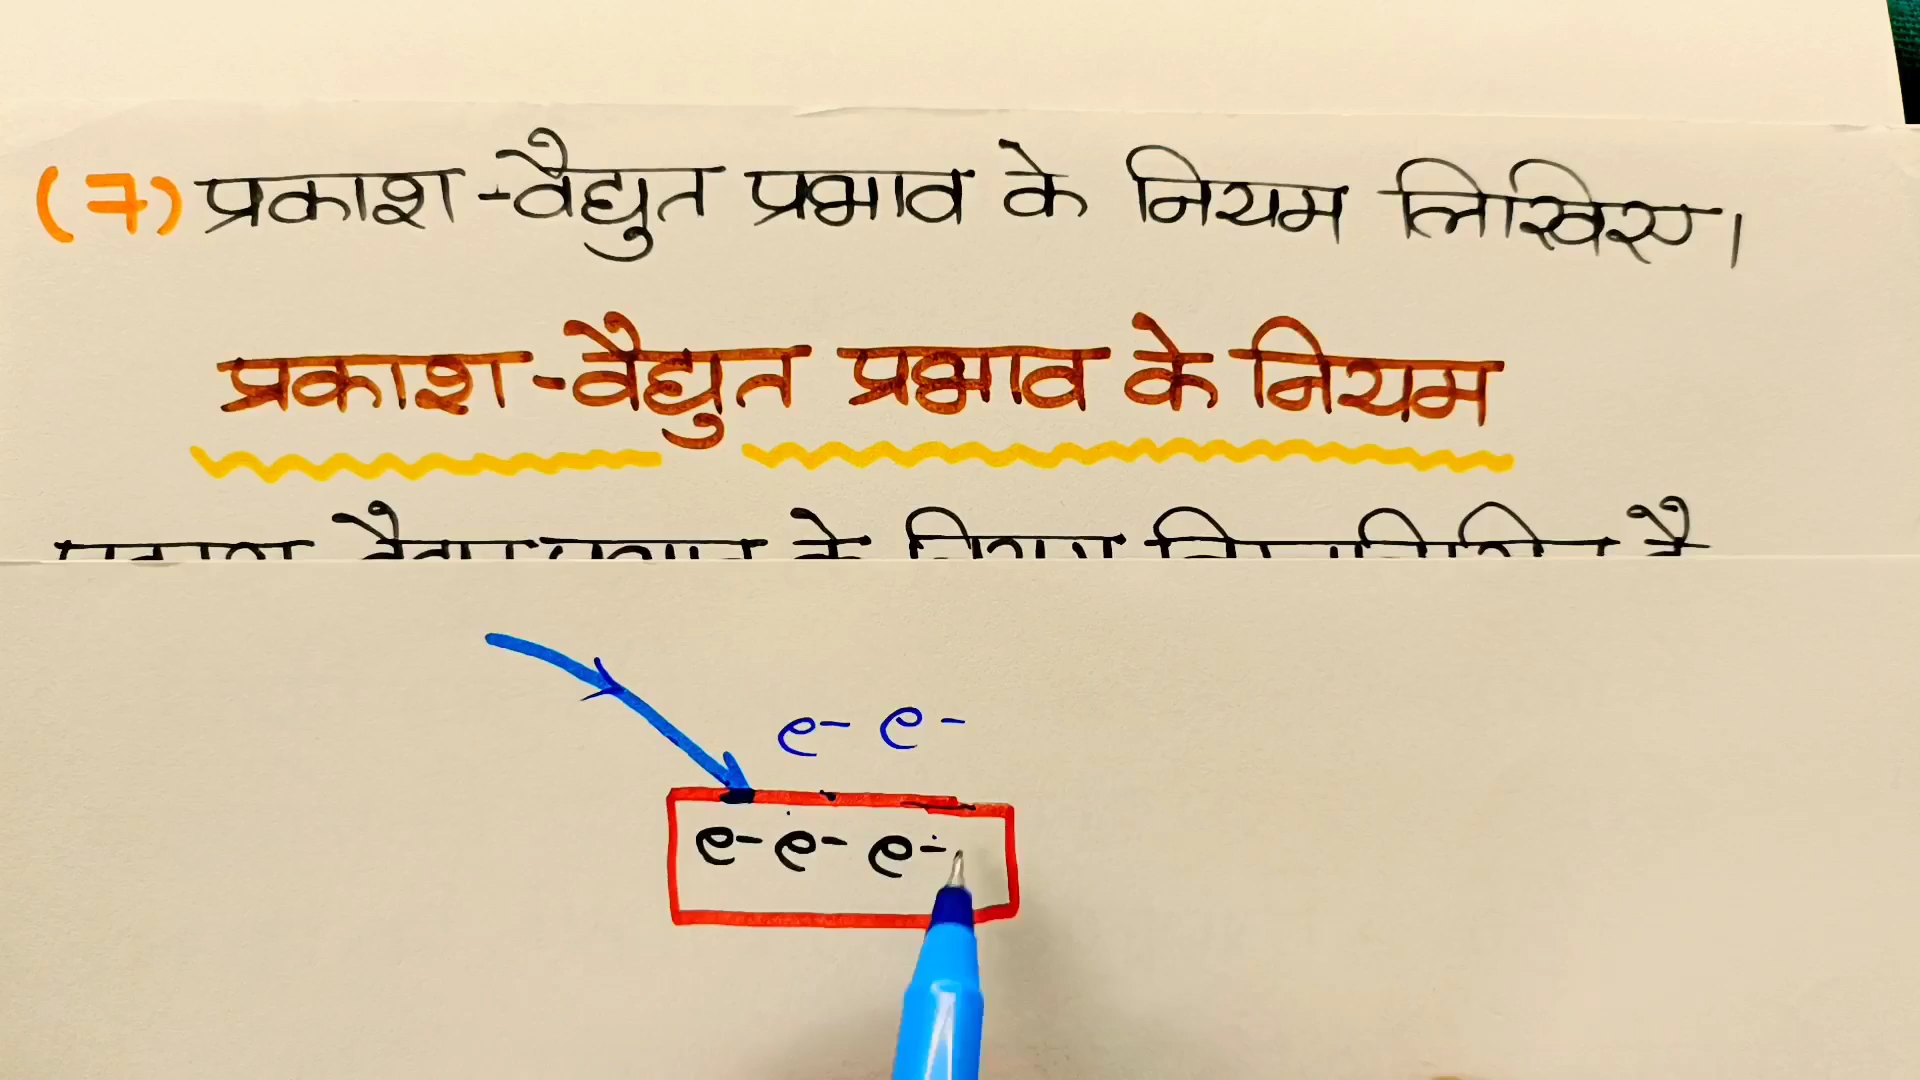 (7) प्रकाश-वैद्युत प्रभाव के नियम लिखिए।
प्रकाश-वैद्युत प्रभाव के नियम
के
e- e-
e- e- e-